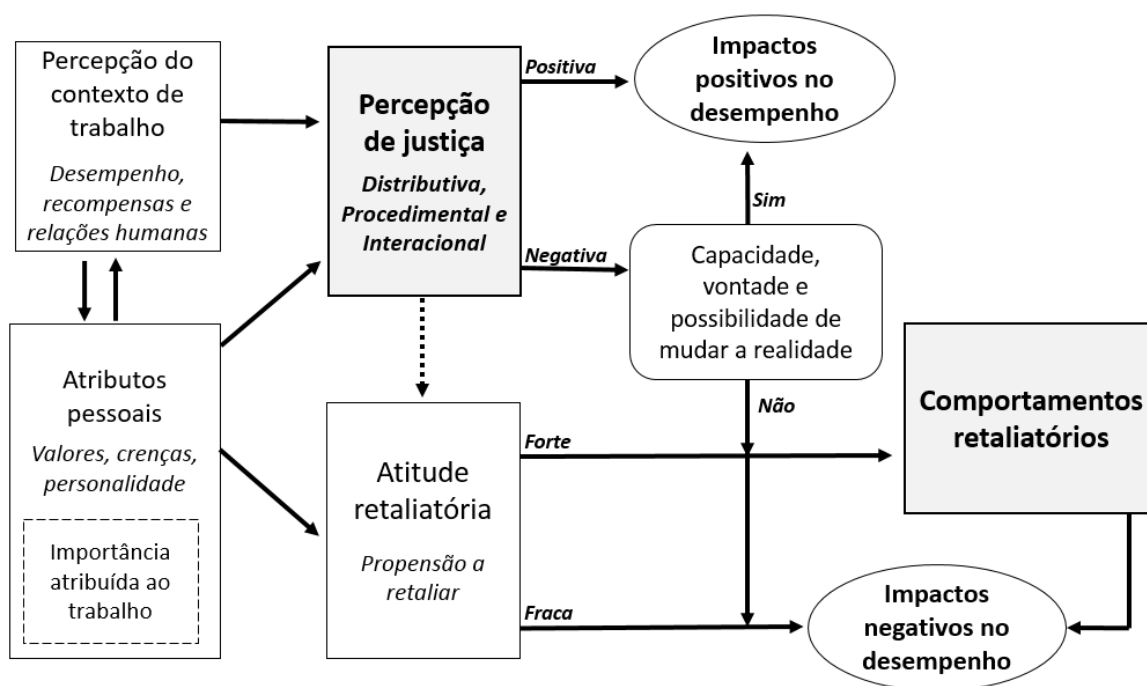 Percepção do
contexto de
trabalho
Desempenho,
recompensas e
relações humanas
Atributos
pessoais
Valores, crenças,
personalidade
Importância
atribuída ao
trabalho
Percepção
de justiça
Distributiva,
Procedimental e
Interacional
Atitude
retaliatória
Propensão a
retaliar
Positiva
Negativa
Forte
Fraca
Impactos
positivos no
desempenho
Sim
Capacidade,
vontade e
possibilidade de
mudar a realidade
Não
Comportamentos
retaliatórios
Impactos
negativos no
desempenho